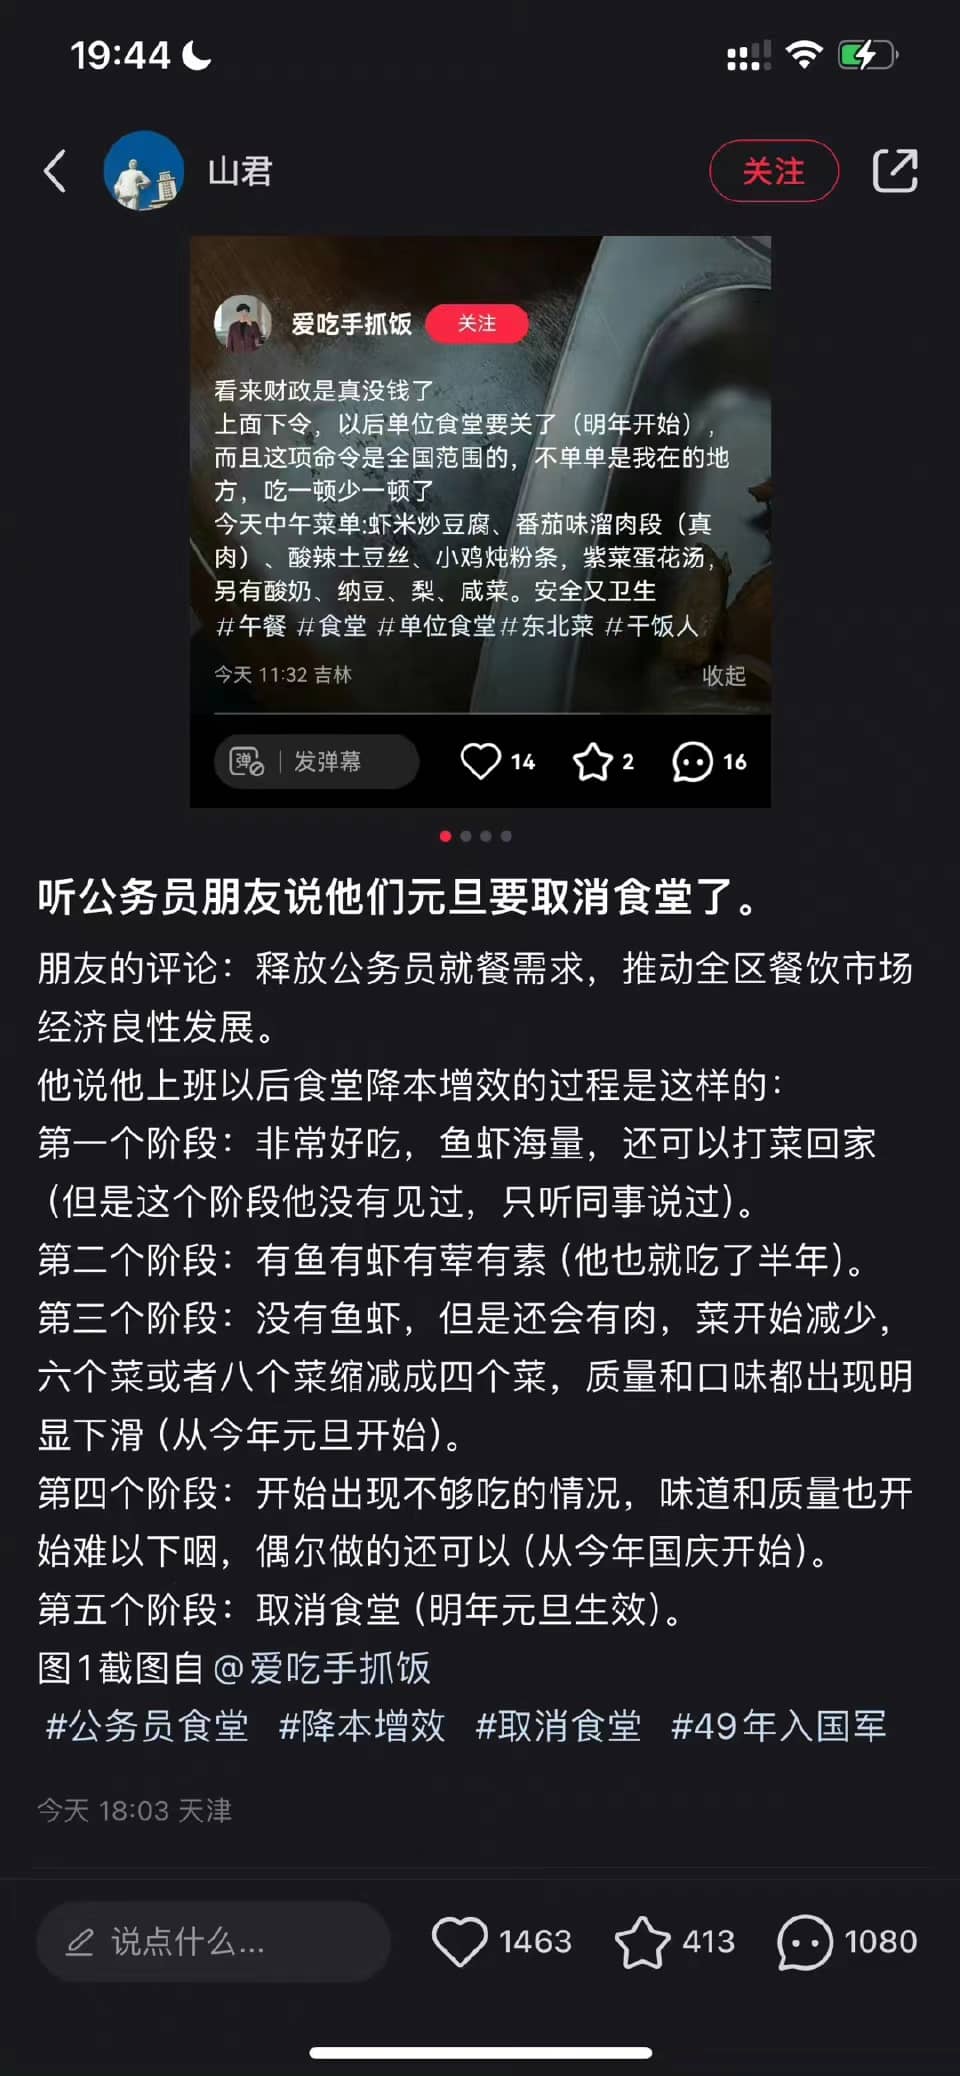 19:44
山君
关注
爱吃手抓饭 关注
看来财政是真没钱了
上面下令，以后单位食堂要关了（明年开始），
而且这项命令是全国范围的，不单单是我在的地
方，吃一顿少一顿了
今天中午菜单:虾米炒豆腐、番茄味溜肉段（真
肉）、酸辣土豆丝、小鸡炖粉条，紫菜蛋花汤，
另有酸奶、纳豆、梨、咸菜。安全又卫生
#午餐 #食堂 #单位食堂#东北菜 #干饭人
今天 11:32 吉林 收起
弹 发弹幕 14 2 16
听公务员朋友说他们元旦要取消食堂了。
朋友的评论：释放公务员就餐需求，推动全区餐饮市场
经济良性发展。
他说他上班以后食堂降本增效的过程是这样的：
第一个阶段：非常好吃，鱼虾海量，还可以打菜回家
（但是这个阶段他没有见过，只听同事说过）。
第二个阶段：有鱼有虾有荤有素（他也就吃了半年）。
第三个阶段：没有鱼虾，但是还会有肉，菜开始减少，
六个菜或者八个菜缩减成四个菜，质量和口味都出现明
显下滑（从今年元旦开始）。
第四个阶段：开始出现不够吃的情况，味道和质量也开
始难以下咽，偶尔做的还可以（从今年国庆开始）。
第五个阶段：取消食堂（明年元旦生效）。
图1截图自@爱吃手抓饭
#公务员食堂 #降本增效 #取消食堂 #49年入国军
今天 18:03 天津
说点什么... 1463 413 1080